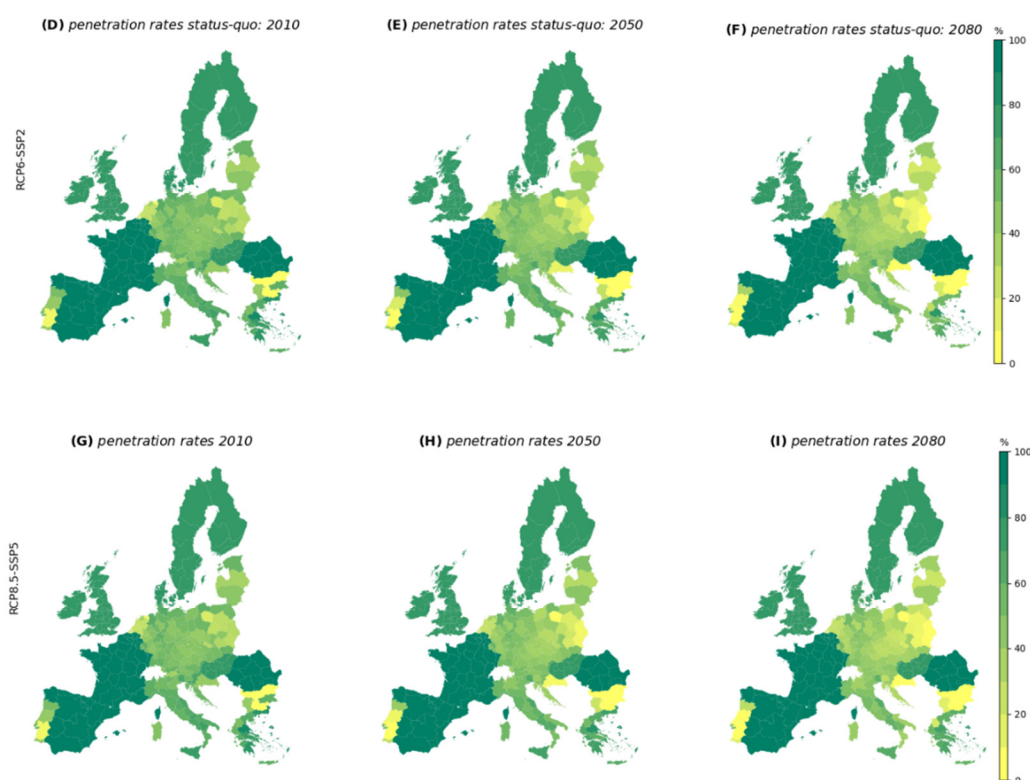 (D) penetration rates status-quo: 2010
(E) penetration rates status-quo: 2050
(F) penetration rates status-quo: 2080
%
100
80
60
40
20
0
RCP6-SSP2
(G) penetration rates 2010
(H) penetration rates 2050
(I) penetration rates 2080
%
100
80
60
40
20
0
RCP8.5-SSP5